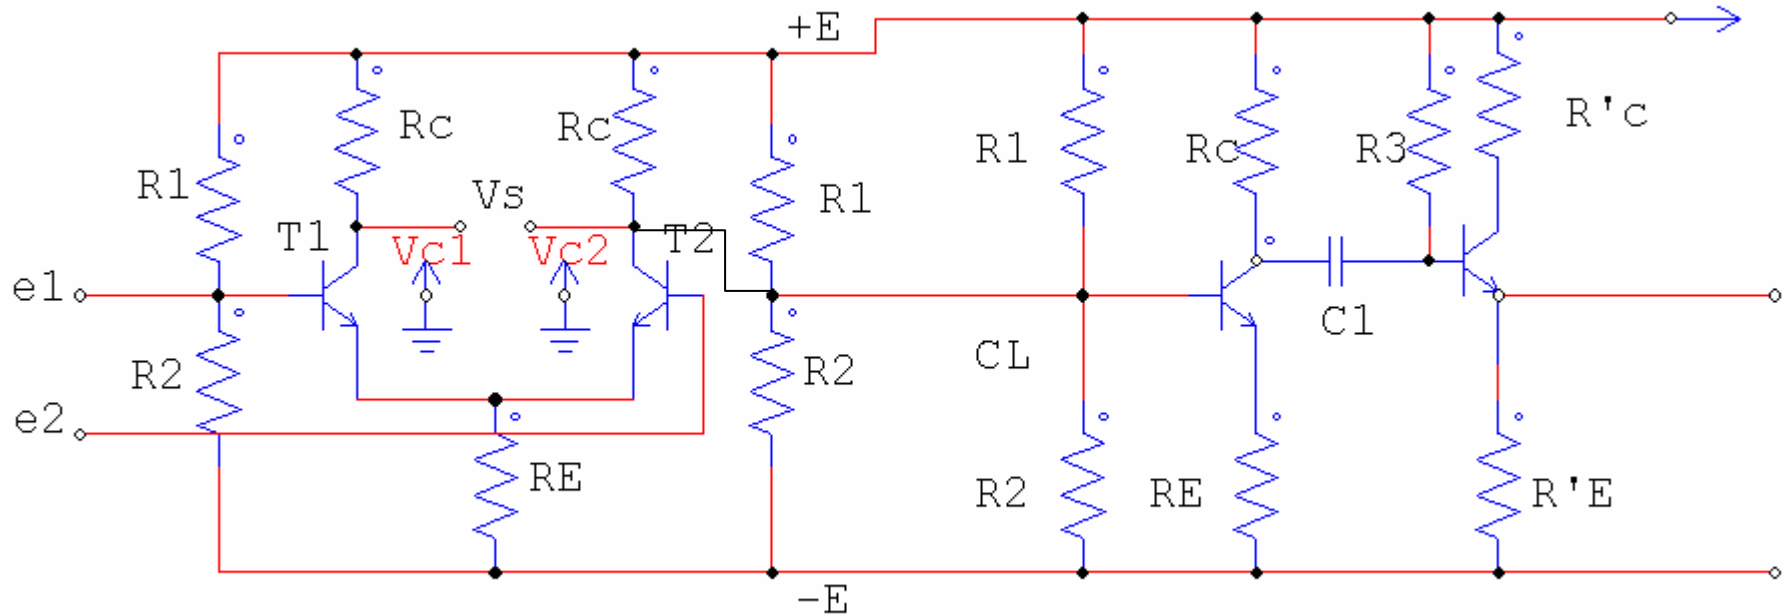 +E
Rc
Rc
R'c
R1
Rc
R3
R1
R1
Vs
T1
T2
Vc1
Vc2
e1
C1
CL
R2
R2
e2
RE
R2
RE
R'E
-E